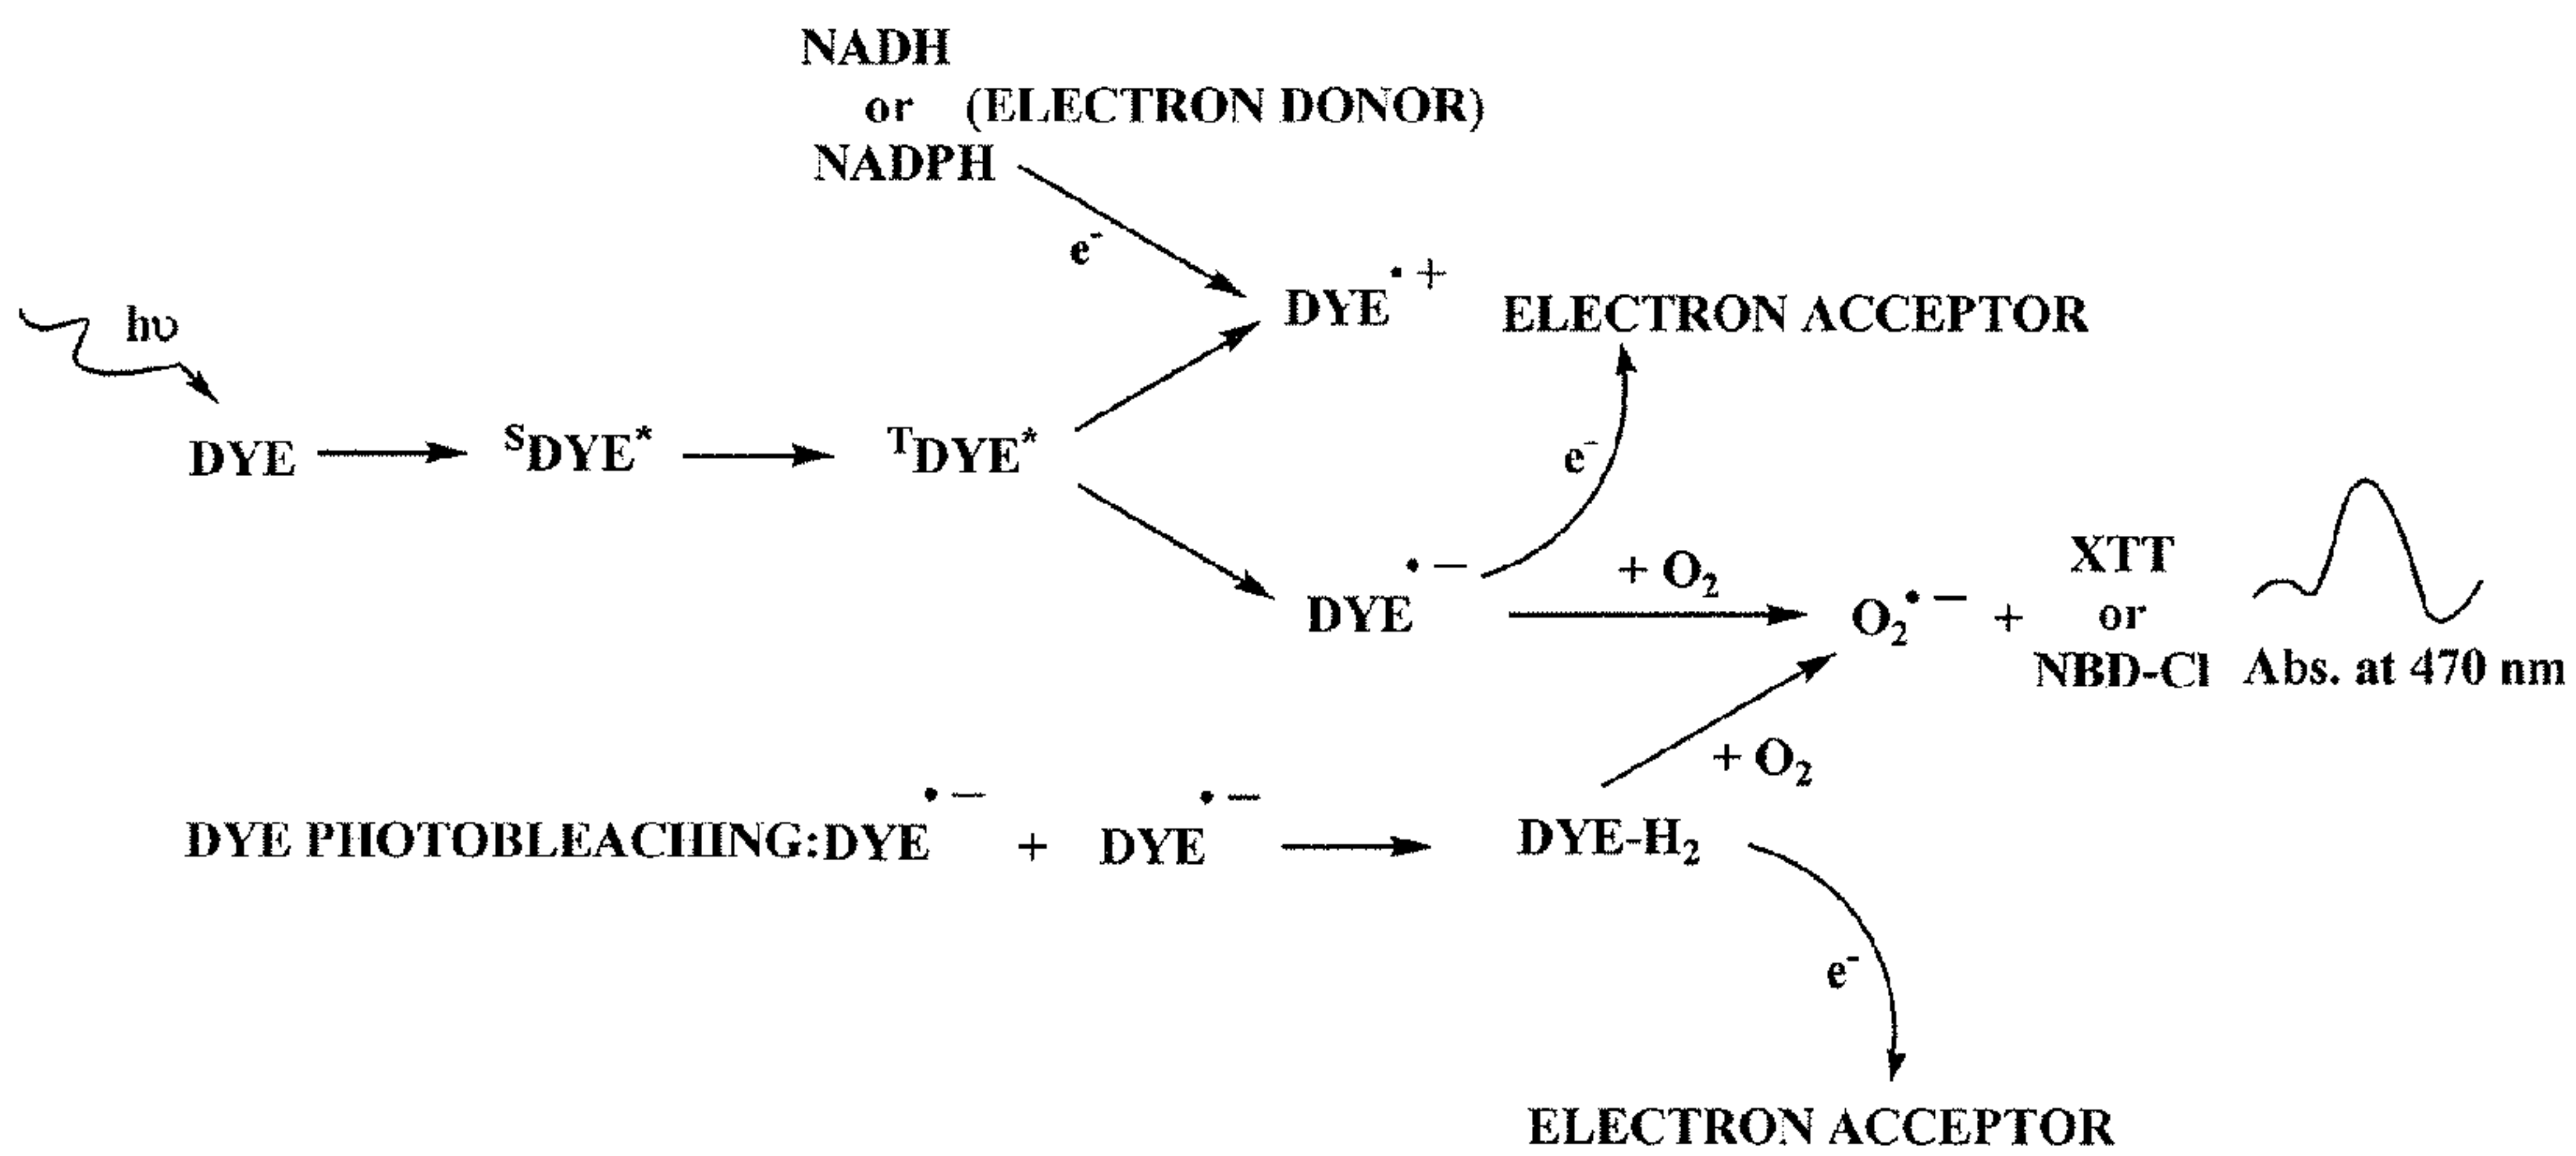 NADH
or (ELECTRON DONOR)
NADPH
e⁻
DYE•+ ELECTRON ACCEPTOR
hυ
DYE SDYE* TDYE*
e⁻
DYE•− + O₂ O₂•− + XTT
or
NBD-Cl Abs. at 470 nm
+ O₂
DYE PHOTOBLEACHING:DYE•− + DYE•− DYE-H₂
e⁻
ELECTRON ACCEPTOR